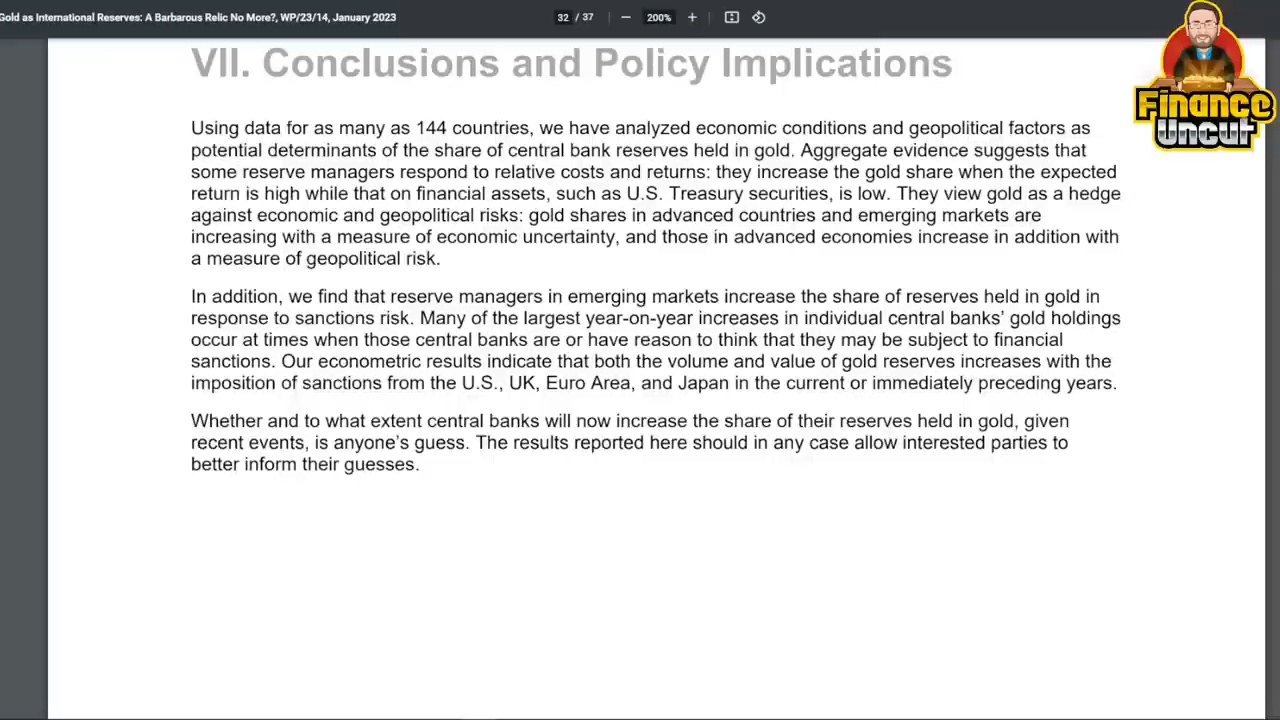 Gold as International Reserves: A Barbarous Relic No More?, WP/23/14, January 2023
32 / 37
200%
Finance
Uncut
VII. Conclusions and Policy Implications
Using data for as many as 144 countries, we have analyzed economic conditions and geopolitical factors as
potential determinants of the share of central bank reserves held in gold. Aggregate evidence suggests that
some reserve managers respond to relative costs and returns: they increase the gold share when the expected
return is high while that on financial assets, such as U.S. Treasury securities, is low. They view gold as a hedge
against economic and geopolitical risks: gold shares in advanced countries and emerging markets are
increasing with a measure of economic uncertainty, and those in advanced economies increase in addition with
a measure of geopolitical risk.
In addition, we find that reserve managers in emerging markets increase the share of reserves held in gold in
response to sanctions risk. Many of the largest year-on-year increases in individual central banks’ gold holdings
occur at times when those central banks are or have reason to think that they may be subject to financial
sanctions. Our econometric results indicate that both the volume and value of gold reserves increases with the
imposition of sanctions from the U.S., UK, Euro Area, and Japan in the current or immediately preceding years.
Whether and to what extent central banks will now increase the share of their reserves held in gold, given
recent events, is anyone’s guess. The results reported here should in any case allow interested parties to
better inform their guesses.